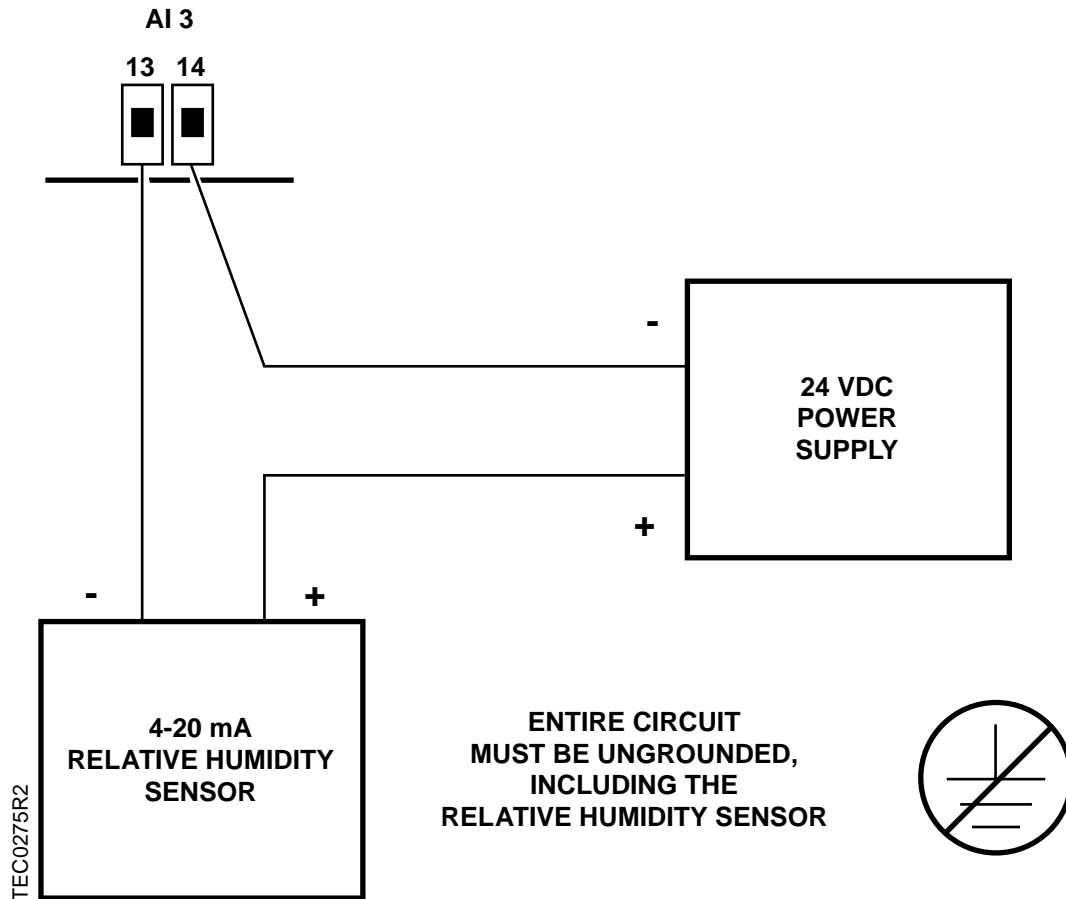 AI 3
13 14
-
24 VDC
POWER
SUPPLY
+
- +
4-20 mA
RELATIVE HUMIDITY
SENSOR
ENTIRE CIRCUIT
MUST BE UNGROUNDED,
INCLUDING THE
RELATIVE HUMIDITY SENSOR
TEC0275R2